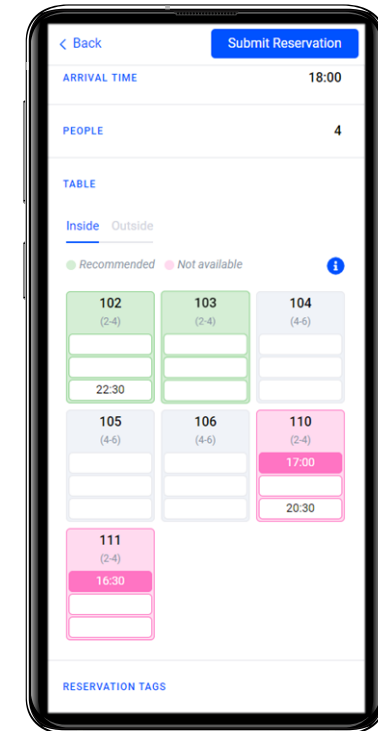 Back
Submit Reservation
ARRIVAL TIME 18:00
PEOPLE 4
TABLE
Inside Outside
Recommended Not available
i
102 103 104
(2-4) (2-4) (4-6)
22:30
105 106 110
(4-6) (4-6) (2-4)
17:00
20:30
111
(2-4)
16:30
RESERVATION TAGS